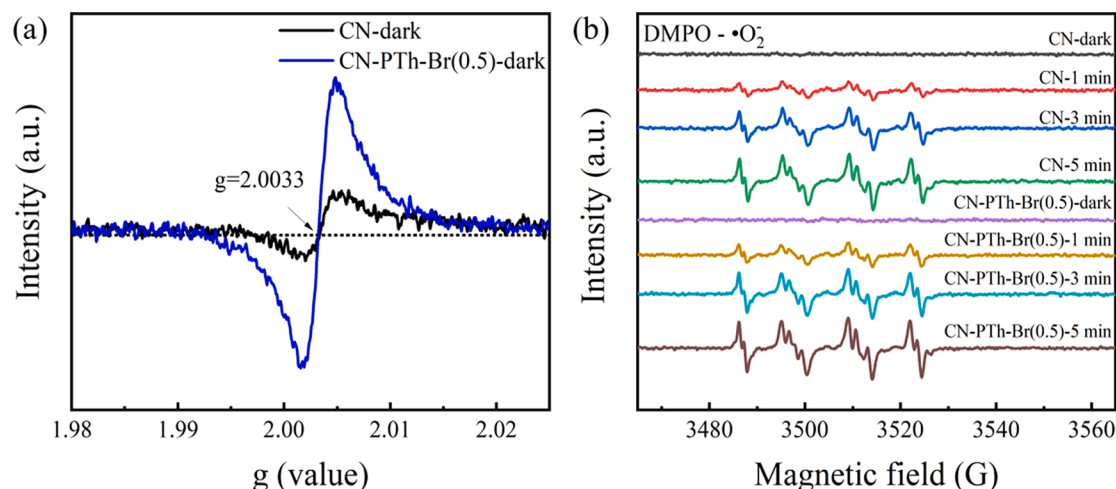 (a)
CN-dark
CN-PTh-Br(0.5)-dark
g=2.0033
Intensity (a.u.)
1.98 1.99 2.00 2.01 2.02
g (value)
(b)
DMPO - •O₂⁻
CN-dark
CN-1 min
CN-3 min
CN-5 min
CN-PTh-Br(0.5)-dark
CN-PTh-Br(0.5)-1 min
CN-PTh-Br(0.5)-3 min
CN-PTh-Br(0.5)-5 min
Intensity (a.u.)
3480 3500 3520 3540 3560
Magnetic field (G)